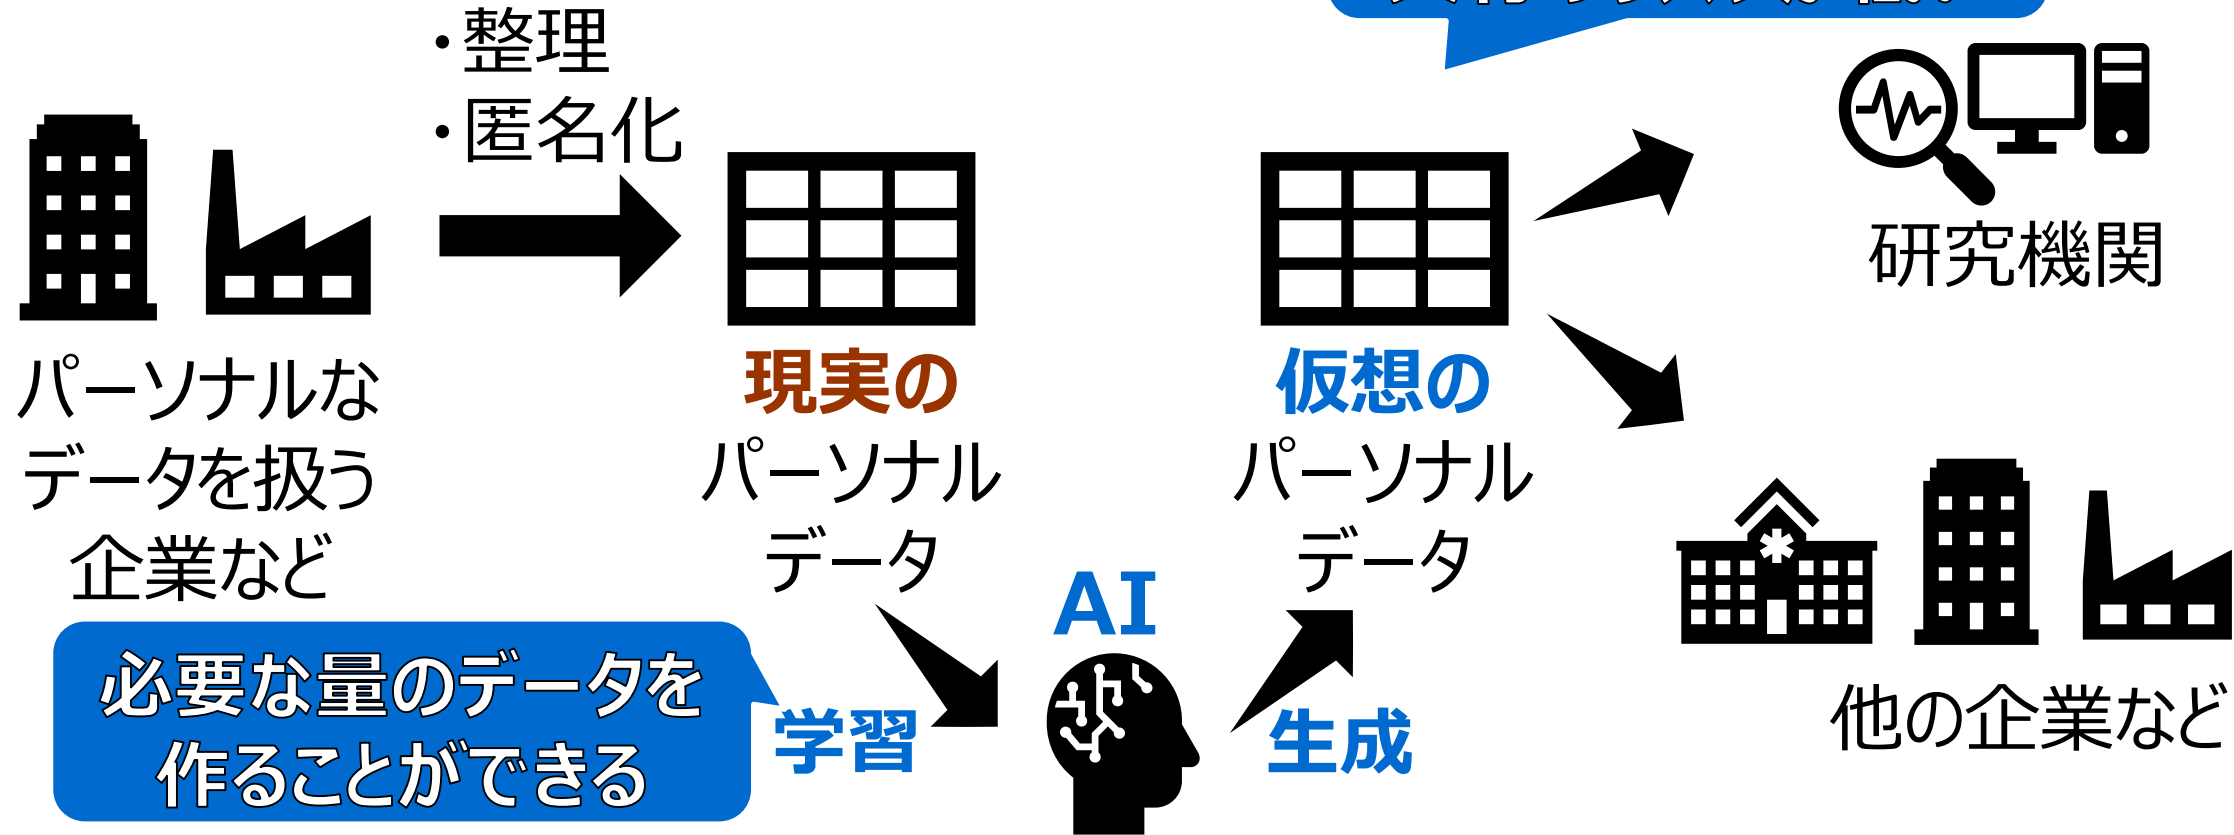 ・整理
・匿名化
パーソナルな
データを扱う
企業など
現実の
パーソナル
データ
仮想の
パーソナル
データ
研究機関
他の企業など
必要な量のデータを
作ることができる
学習
AI
生成